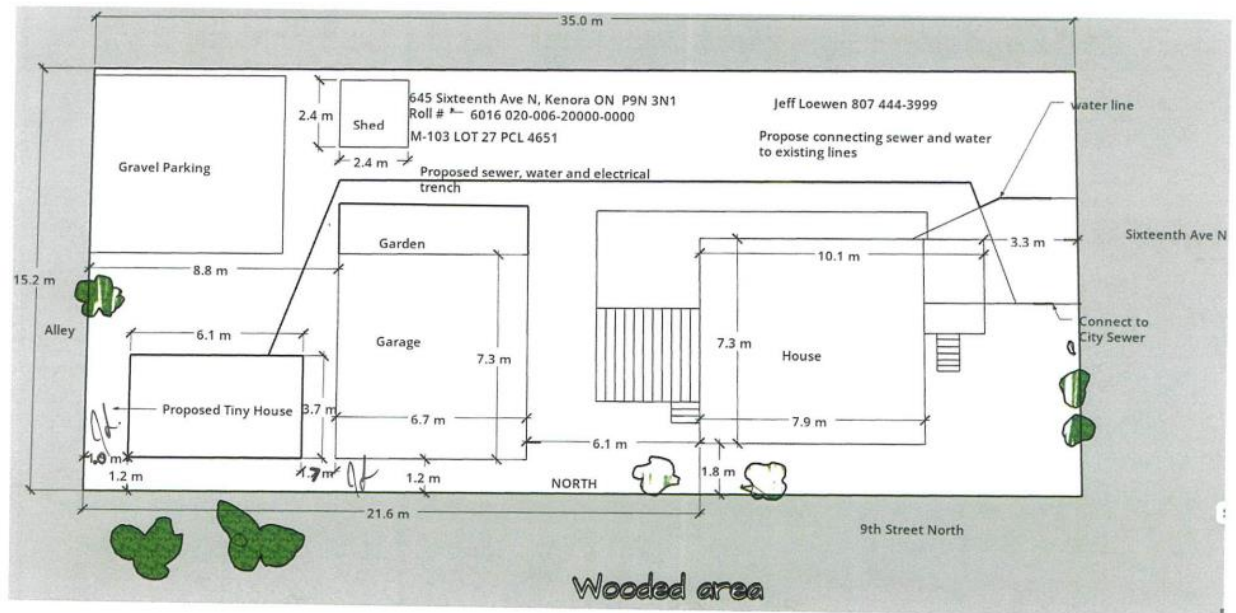 35.0 m
645 Sixteenth Ave N, Kenora ON P9N 3N1
Jeff Loewen 807 444-3999
water line
2.4 m
Shed
Roll # 6016 020-006-20000-0000
M-103 LOT 27 PCL 4651
Propose connecting sewer and water
to existing lines
Gravel Parking
2.4 m
Proposed sewer, water and electrical
trench
Sixteenth Ave N
Garden
3.3 m
10.1 m
8.8 m
15.2 m
Alley
6.1 m
Garage
7.3 m
7.3 m
House
Connect to
City Sewer
Proposed Tiny House
3.7 m
6.7 m
7.9 m
6.1 m
1.2 m
1.2 m
1.8 m
NORTH
21.6 m
9th Street North
Wooded area